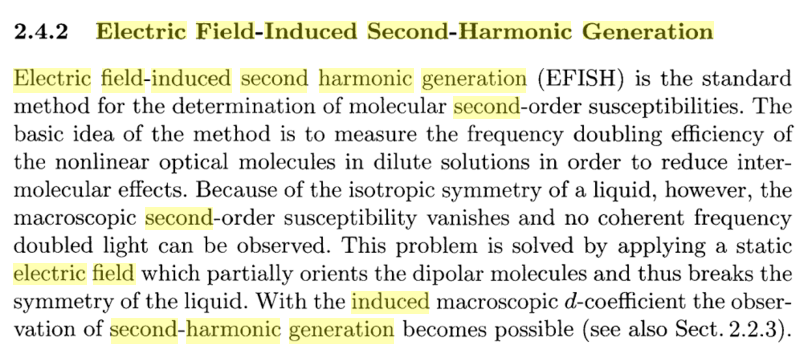 2.4.2 Electric Field-Induced Second-Harmonic Generation
Electric field-induced second harmonic generation (EFISH) is the standard
method for the determination of molecular second-order susceptibilities. The
basic idea of the method is to measure the frequency doubling efficiency of
the nonlinear optical molecules in dilute solutions in order to reduce inter-
molecular effects. Because of the isotropic symmetry of a liquid, however, the
macroscopic second-order susceptibility vanishes and no coherent frequency
doubled light can be observed. This problem is solved by applying a static
electric field which partially orients the dipolar molecules and thus breaks the
symmetry of the liquid. With the induced macroscopic d-coefficient the obser-
vation of second-harmonic generation becomes possible (see also Sect. 2.2.3).